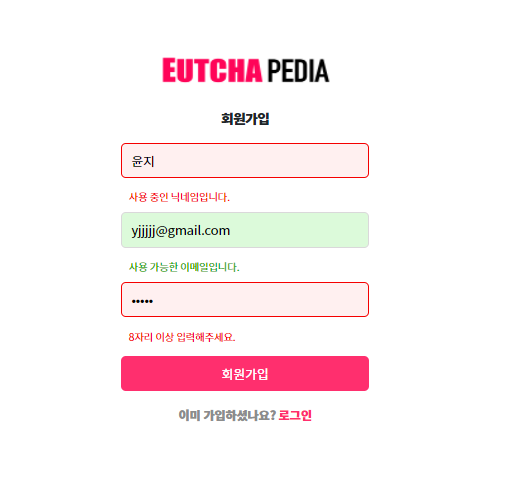 EUTCHA PEDIA
회원가입
윤지
사용 중인 닉네임입니다.
yjjjjj@gmail.com
사용 가능한 이메일입니다.
•••••
8자리 이상 입력해주세요.
회원가입
이미 가입하셨나요? 로그인